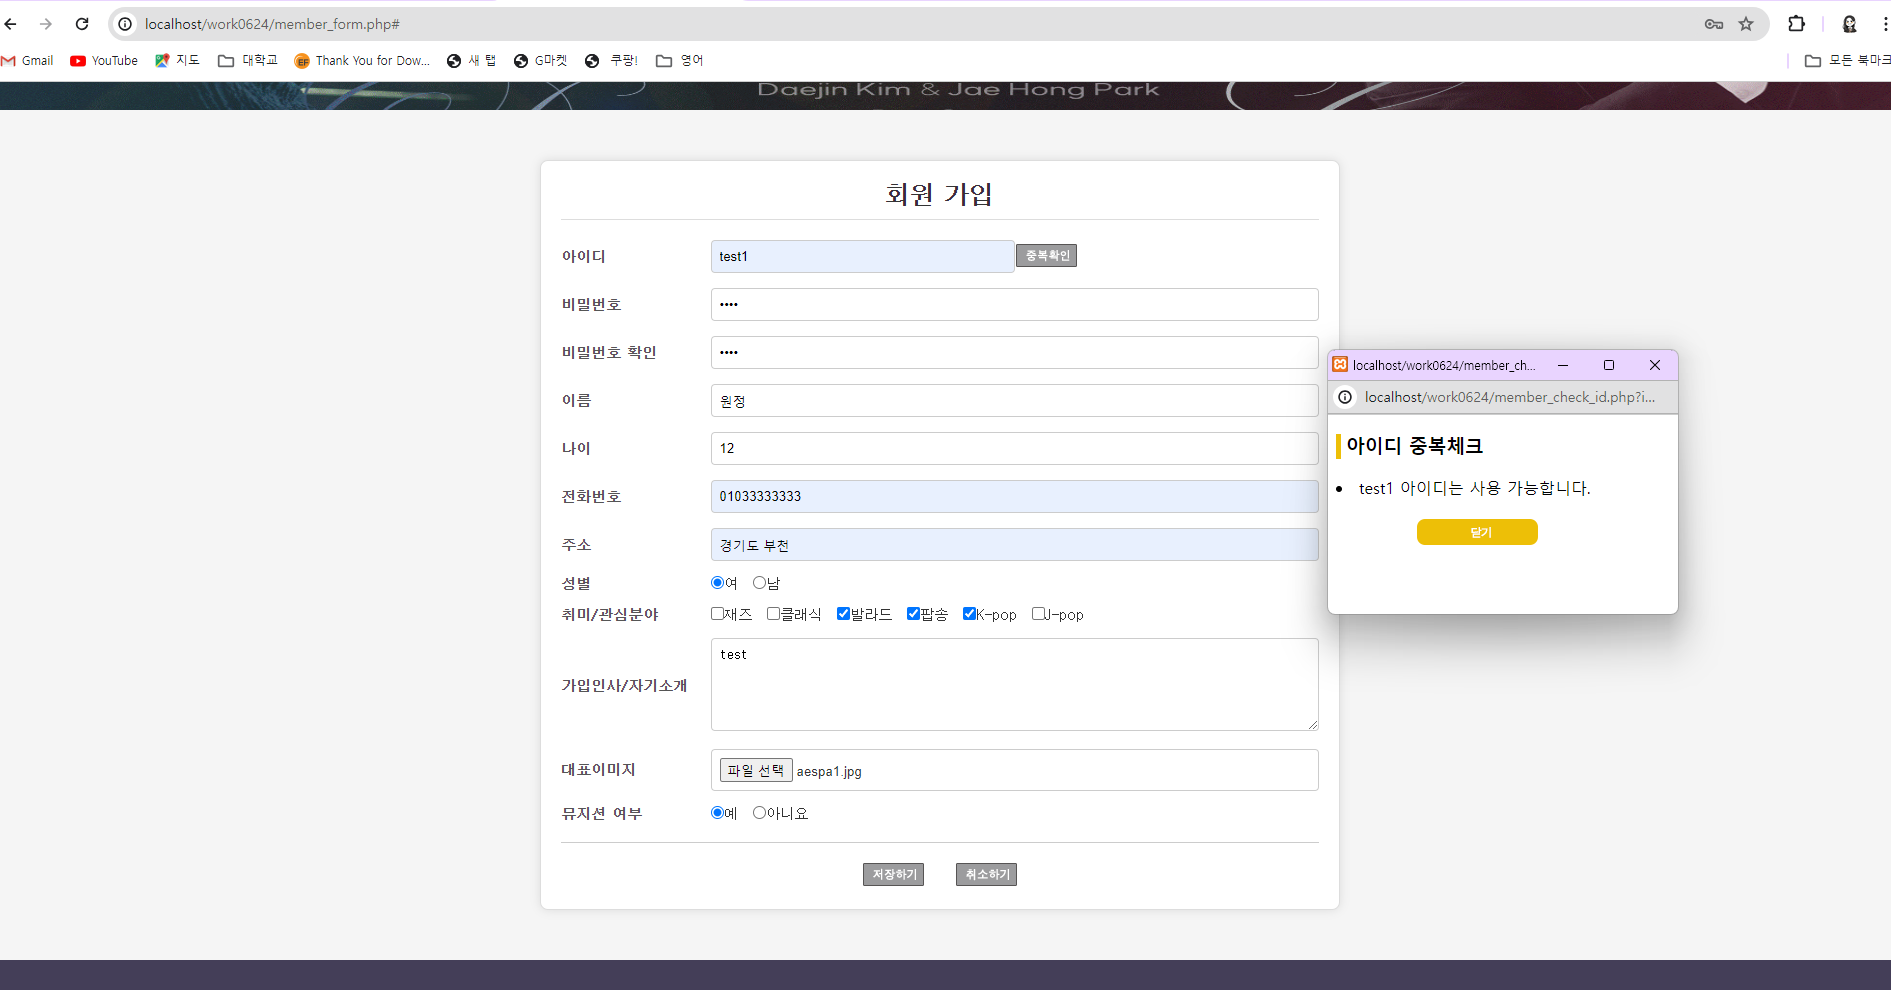 localhost/work0624/member_form.php#
Gmail YouTube 지도 대학교 Thank You for Dow... 새 탭 G마켓 쿠팡! 영어 모든 북마크
Daejin Kim & Jae Hong Park
회원 가입
아이디 test1 중복확인
비밀번호 ••••
비밀번호 확인 ••••
이름 원정
나이 12
전화번호 01033333333
주소 경기도 부천
성별 여 남
취미/관심분야 재즈 클래식 발라드 팝송 K-pop J-pop
가입인사/자기소개 test
대표이미지 파일 선택 aespa1.jpg
뮤지션 여부 예 아니요
저장하기 취소하기
localhost/work0624/member_ch...
localhost/work0624/member_check_id.php?i...
아이디 중복체크
• test1 아이디는 사용 가능합니다.
닫기